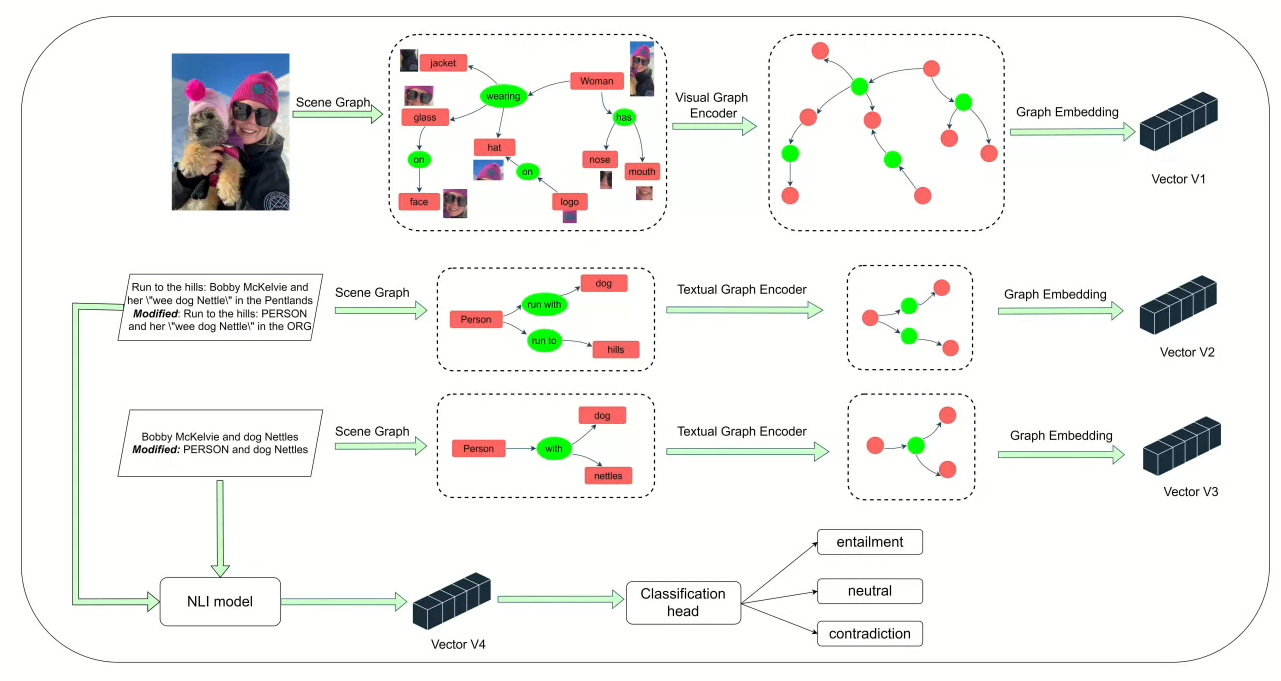 Scene Graph
jacket
Woman
wearing
glass
has
hat
on
nose
on
mouth
face
logo
Visual Graph
Encoder
Graph Embedding
Vector V1
Run to the hills: Bobby McKelvie and
her \"wee dog Nettle\" in the Pentlands
Modified: Run to the hills: PERSON
and her \"wee dog Nettle\" in the ORG
Scene Graph
dog
run with
Person
run to
hills
Textual Graph Encoder
Graph Embedding
Vector V2
Bobby McKelvie and dog Nettles
Modified: PERSON and dog Nettles
Scene Graph
dog
Person
with
nettles
Textual Graph Encoder
Graph Embedding
Vector V3
NLI model
Vector V4
Classification
head
entailment
neutral
contradiction